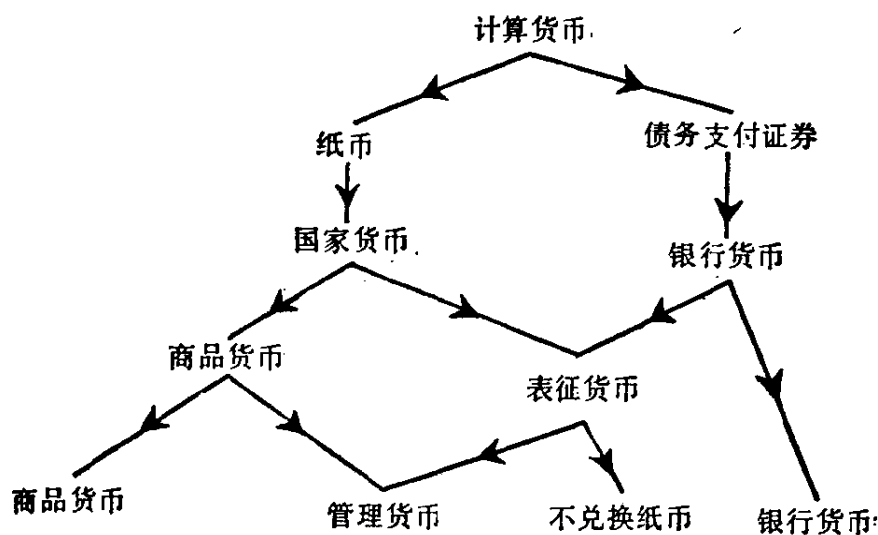 计算货币
纸币
债务支付证券
国家货币
银行货币
商品货币
表征货币
商品货币
管理货币
不兑换纸币
银行货币